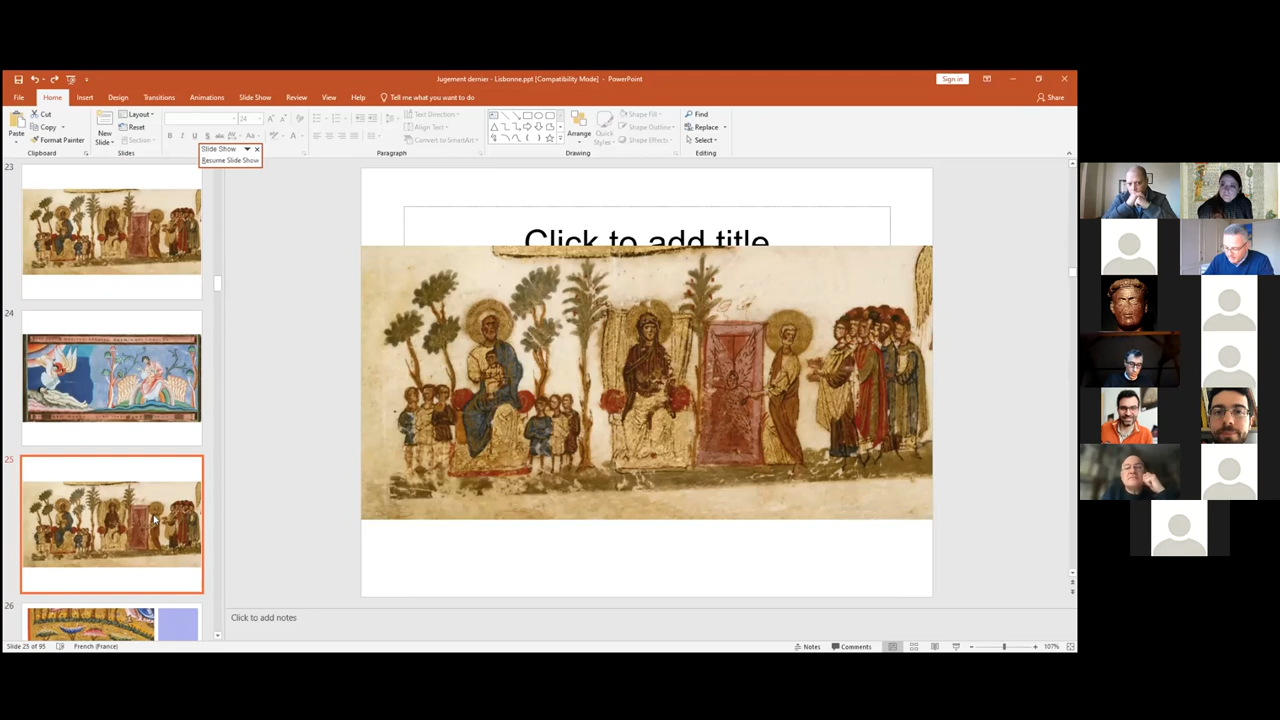 Jugement dernier - Lisbonne.ppt [Compatibility Mode] - PowerPoint
Sign in
File Home Insert Design Transitions Animations Slide Show Review View Help Tell me what you want to do
Share
Paste
Cut
Copy
Format Painter
Clipboard
New Slide
Layout
Reset
Section
Slides
24
Slide Show
Resume Slide Show
Text Direction
Align Text
Convert to SmartArt
Paragraph
Arrange
Quick Styles
Shape Fill
Shape Outline
Shape Effects
Drawing
Find
Replace
Select
Editing
23
24
25
26
Click to add title
Click to add notes
Slide 25 of 95
French (France)
Notes
Comments
107%